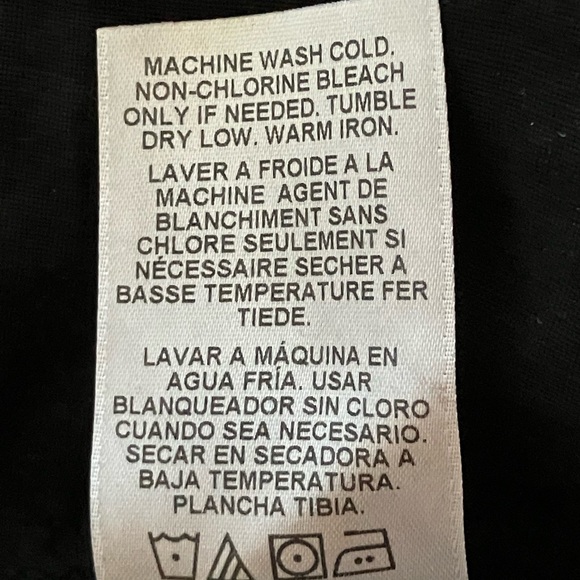 MACHINE WASH COLD.
NON-CHLORINE BLEACH
ONLY IF NEEDED. TUMBLE
DRY LOW. WARM IRON.
LAVER A FROIDE A LA
MACHINE AGENT DE
BLANCHIMENT SANS
CHLORE SEULEMENT SI
NÉCESSAIRE SECHER A
BASSE TEMPERATURE FER
TIEDE.
LAVAR A MÁQUINA EN
AGUA FRÍA. USAR
BLANQUEADOR SIN CLORO
CUANDO SEA NECESARIO.
SECAR EN SECADORA A
BAJA TEMPERATURA.
PLANCHA TIBIA.